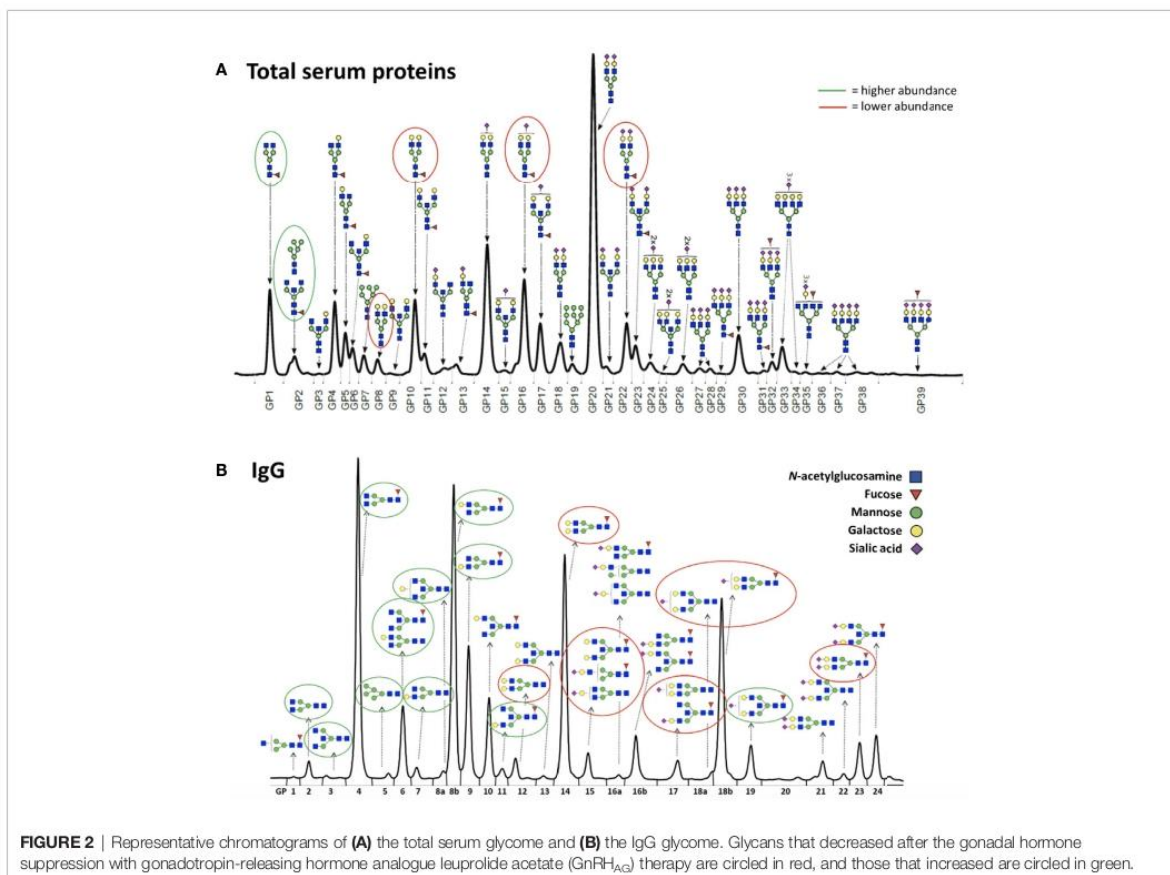 A Total serum proteins
= higher abundance
= lower abundance
3x
3x
2x
2x
2x
GP1
GP2
GP3
GP4
GP5
GP6
GP7
GP8
GP9
GP10
GP11
GP12
GP13
GP14
GP15
GP16
GP17
GP18
GP19
GP20
GP21
GP22
GP23
GP24
GP25
GP26
GP27
GP28
GP29
GP30
GP31
GP32
GP33
GP34
GP35
GP36
GP37
GP38
GP39
B IgG
N-acetylglucosamine
Fucose
Mannose
Galactose
Sialic acid
GP 1 2 3 4 5 6 7 8a 8b 9 10 11 12 13 14 15 16a 16b 17 18a 18b 19 20 21 22 23 24
FIGURE 2 | Representative chromatograms of (A) the total serum glycome and (B) the IgG glycome. Glycans that decreased after the gonadal hormone
suppression with gonadotropin-releasing hormone analogue leuprolide acetate (GnRHAG) therapy are circled in red, and those that increased are circled in green.